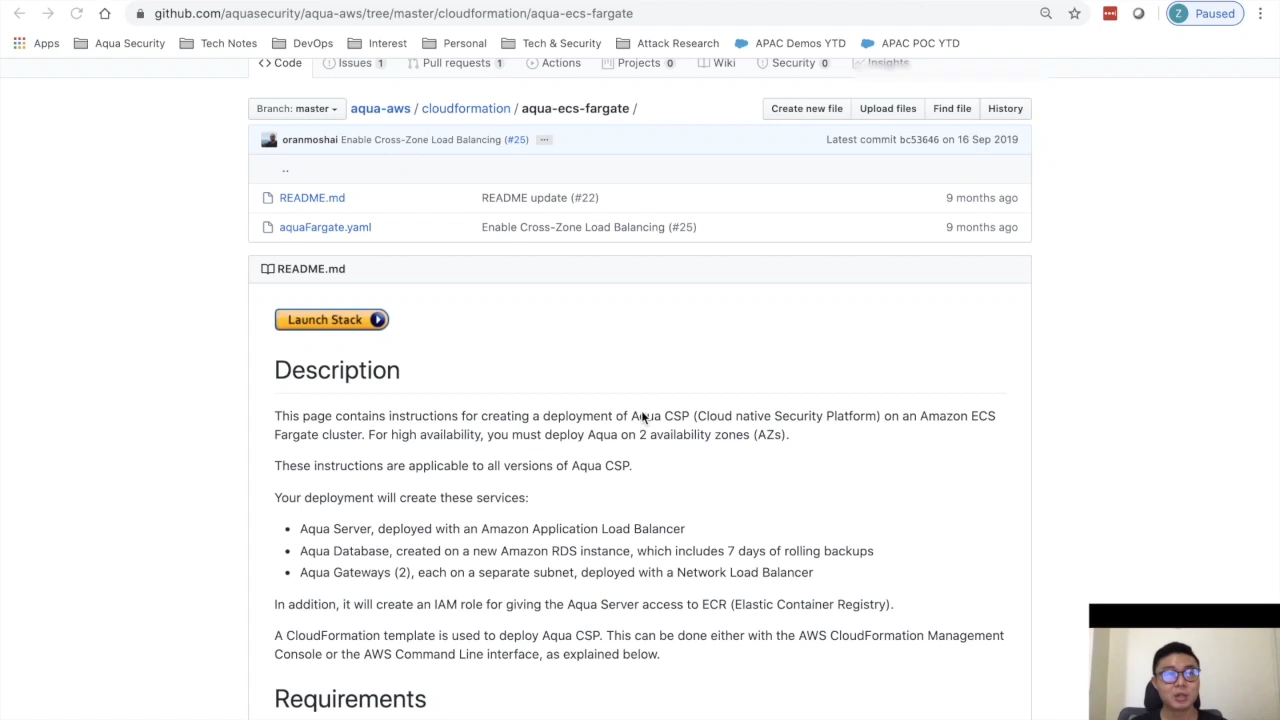 github.com/aquasecurity/aqua-aws/tree/master/cloudformation/aqua-ecs-fargate
Z Paused
Apps Aqua Security Tech Notes DevOps Interest Personal Tech & Security Attack Research APAC Demos YTD APAC POC YTD
<> Code Issues 1 Pull requests 1 Actions Projects 0 Wiki Security 0 Insights
Branch: master aqua-aws / cloudformation / aqua-ecs-fargate / Create new file Upload files Find file History
oranmoshai Enable Cross-Zone Load Balancing (#25) ... Latest commit bc53646 on 16 Sep 2019
..
README.md README update (#22) 9 months ago
aquaFargate.yaml Enable Cross-Zone Load Balancing (#25) 9 months ago
README.md
Launch Stack
Description
This page contains instructions for creating a deployment of Aqua CSP (Cloud native Security Platform) on an Amazon ECS
Fargate cluster. For high availability, you must deploy Aqua on 2 availability zones (AZs).
These instructions are applicable to all versions of Aqua CSP.
Your deployment will create these services:
• Aqua Server, deployed with an Amazon Application Load Balancer
• Aqua Database, created on a new Amazon RDS instance, which includes 7 days of rolling backups
• Aqua Gateways (2), each on a separate subnet, deployed with a Network Load Balancer
In addition, it will create an IAM role for giving the Aqua Server access to ECR (Elastic Container Registry).
A CloudFormation template is used to deploy Aqua CSP. This can be done either with the AWS CloudFormation Management
Console or the AWS Command Line interface, as explained below.
Requirements